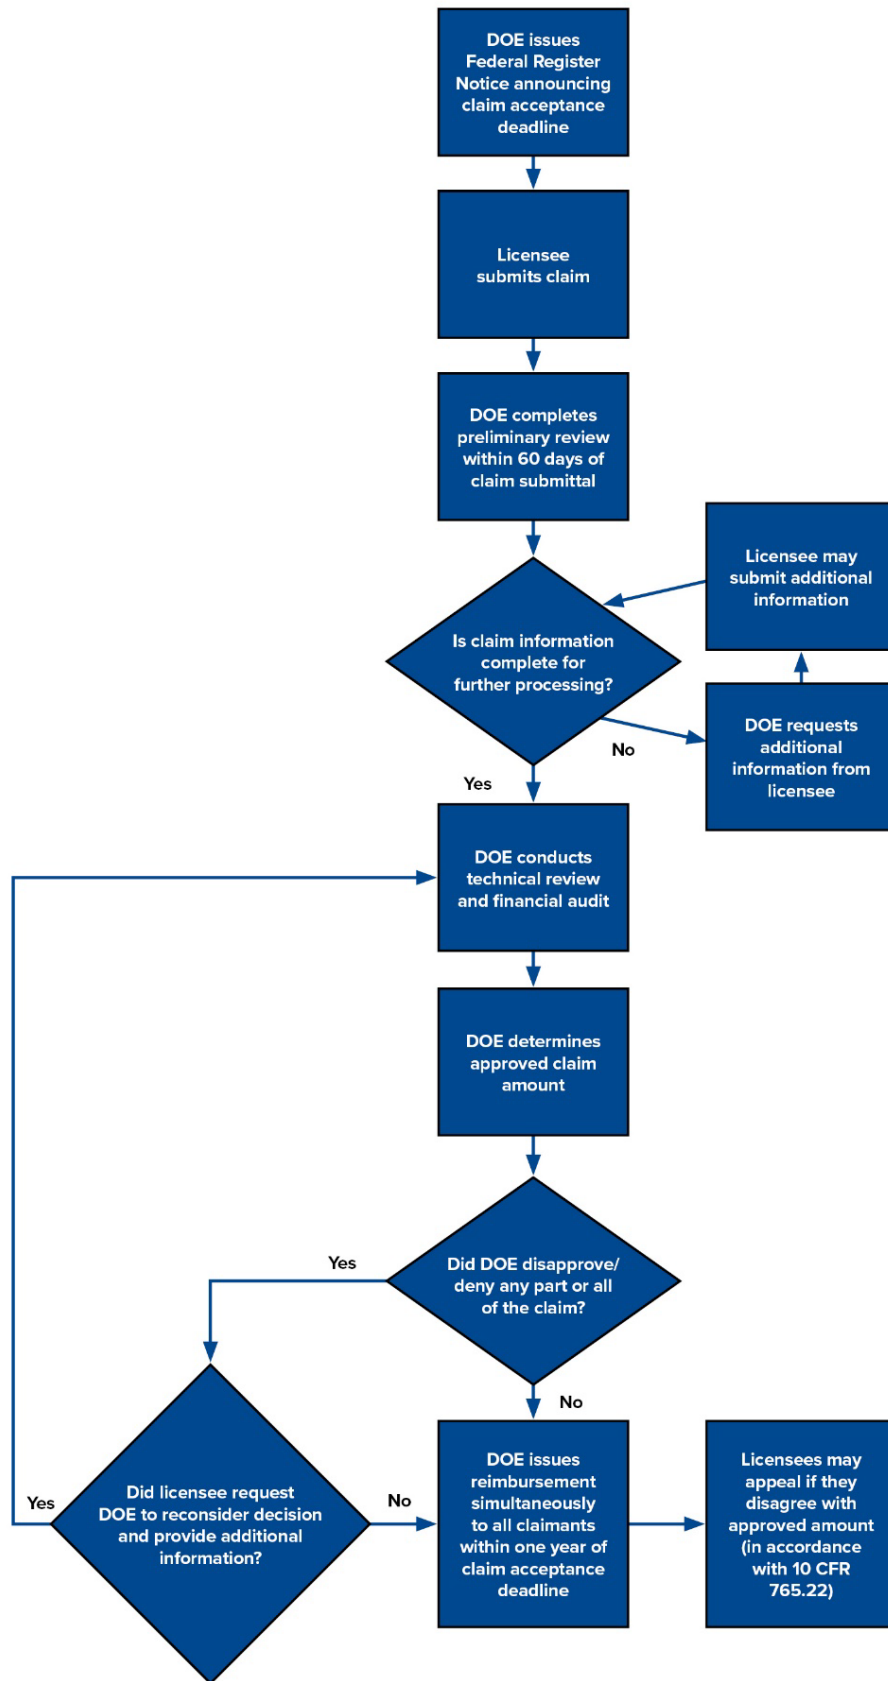 DOE issues
Federal Register
Notice announcing
claim acceptance
deadline
Licensee
submits claim
DOE completes
preliminary review
within 60 days of
claim submittal
Is claim information
complete for
further processing?
No
DOE requests
additional
information from
licensee
Licensee may
submit additional
information
Yes
DOE conducts
technical review
and financial audit
DOE determines
approved claim
amount
Did DOE disapprove/
deny any part or all
of the claim?
Yes
No
Did licensee request
DOE to reconsider decision
and provide additional
information?
Yes
No
DOE issues
reimbursement
simultaneously
to all claimants
within one year of
claim acceptance
deadline
Licensees may
appeal if they
disagree with
approved amount
(in accordance
with 10 CFR
765.22)